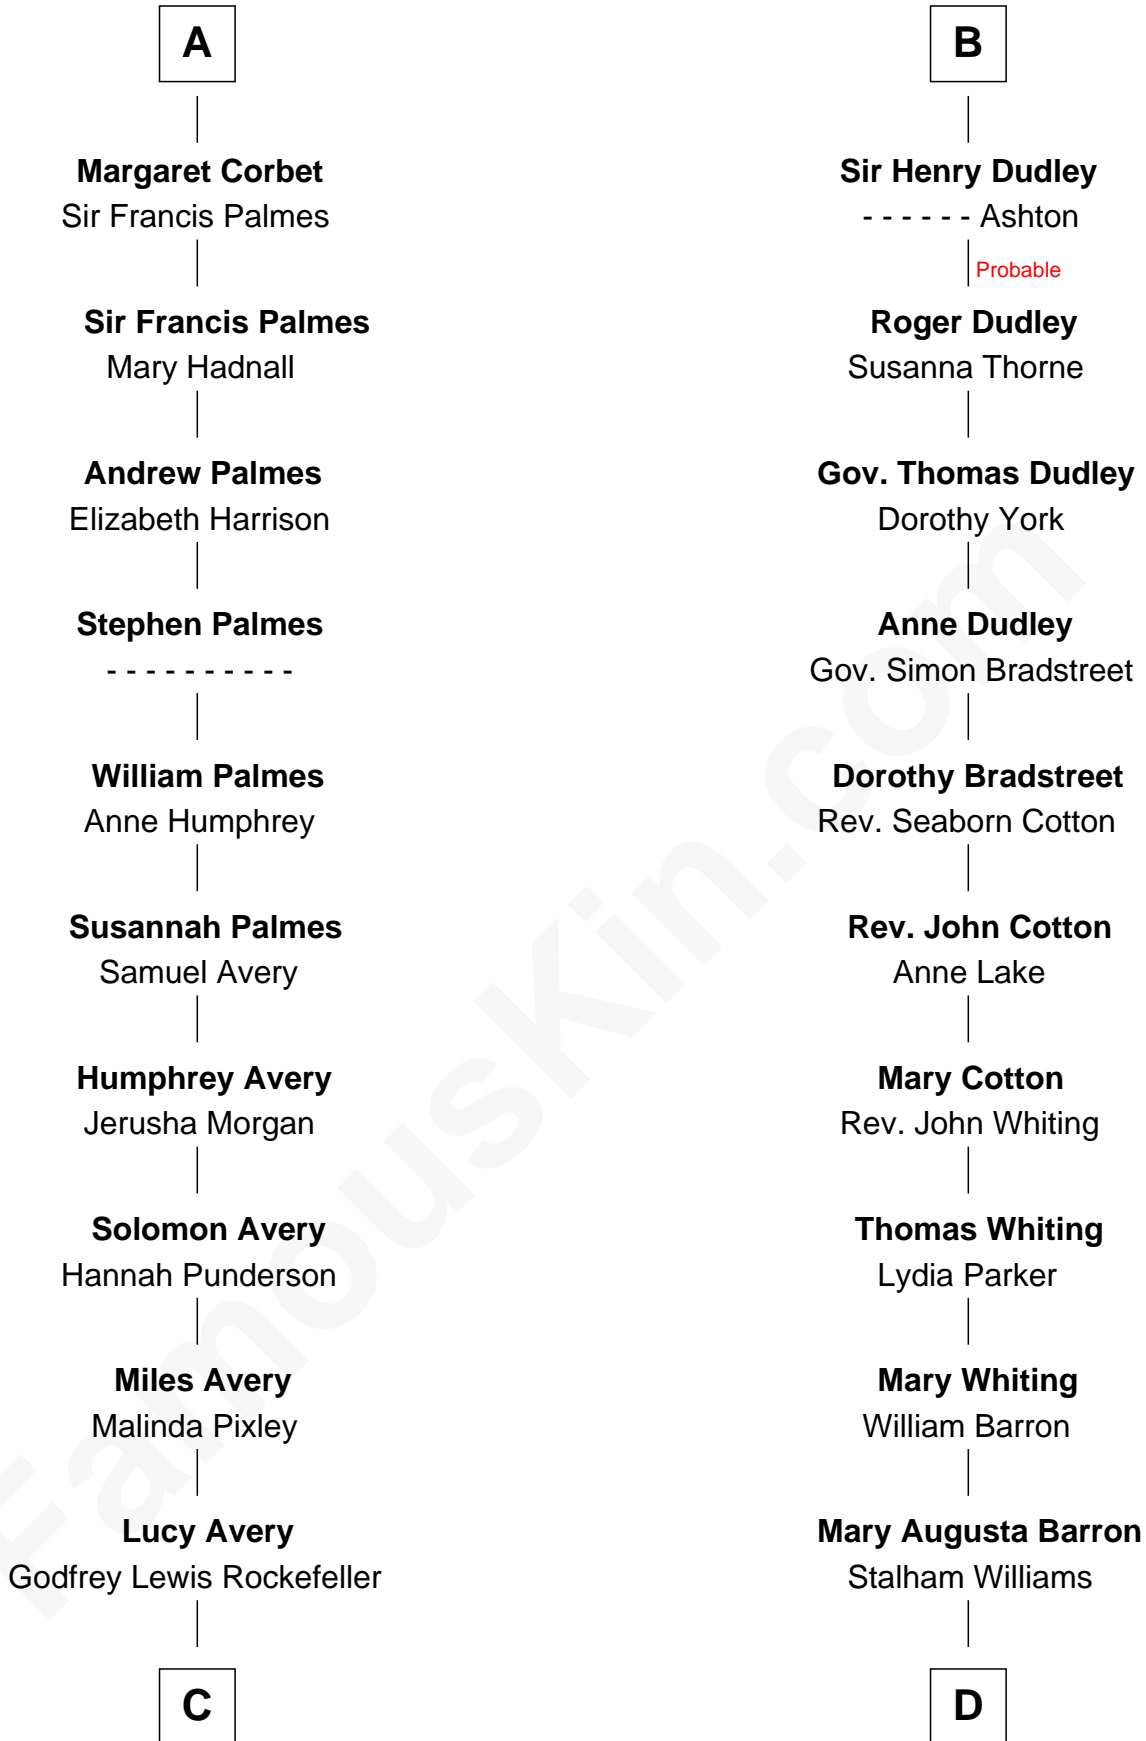 A
Margaret Corbet
Sir Francis Palmes
Sir Francis Palmes
Mary Hadnall
Andrew Palmes
Elizabeth Harrison
Stephen Palmes
- - - - - - - - - -
William Palmes
Anne Humphrey
Susannah Palmes
Samuel Avery
Humphrey Avery
Jerusha Morgan
Solomon Avery
Hannah Punderson
Miles Avery
Malinda Pixley
Lucy Avery
Godfrey Lewis Rockefeller
C
B
Sir Henry Dudley
- - - - - - Ashton
Probable
Roger Dudley
Susanna Thorne
Gov. Thomas Dudley
Dorothy York
Anne Dudley
Gov. Simon Bradstreet
Dorothy Bradstreet
Rev. Seaborn Cotton
Rev. John Cotton
Anne Lake
Mary Cotton
Rev. John Whiting
Thomas Whiting
Lydia Parker
Mary Whiting
William Barron
Mary Augusta Barron
Stalham Williams
D
FamousKin.com